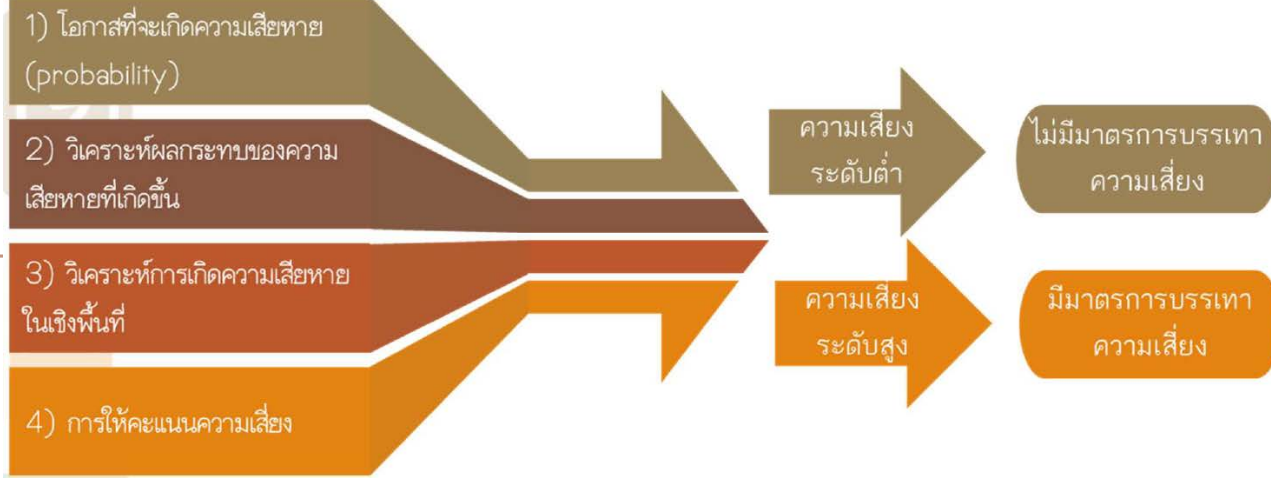 1) โอกาสที่จะเกิดความเสียหาย
(probability)
2) วิเคราะห์ผลกระทบของความ
เสียหายที่เกิดขึ้น
3) วิเคราะห์การเกิดความเสียหาย
ในเชิงพื้นที่
4) การให้คะแนนความเสี่ยง
ความเสี่ยง
ระดับต่ำ
ไม่มีมาตรการบรรเทา
ความเสี่ยง
ความเสี่ยง
ระดับสูง
มีมาตรการบรรเทา
ความเสี่ยง